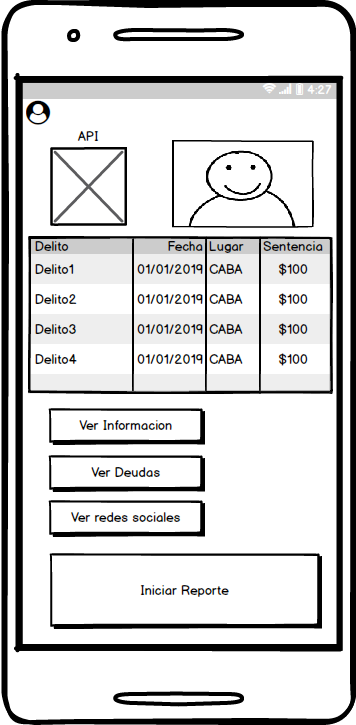 4:27
API
Delito Fecha Lugar Sentencia
Delito1 01/01/2019 CABA $100
Delito2 01/01/2019 CABA $100
Delito3 01/01/2019 CABA $100
Delito4 01/01/2019 CABA $100
Ver Informacion
Ver Deudas
Ver redes sociales
Iniciar Reporte